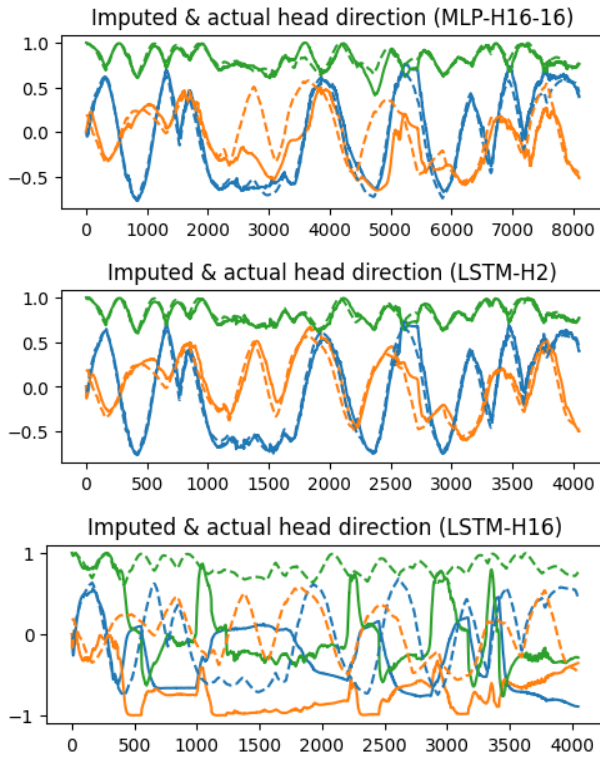 Imputed & actual head direction (MLP-H16-16)
1.0
0.5
0.0
−0.5
0 1000 2000 3000 4000 5000 6000 7000 8000
Imputed & actual head direction (LSTM-H2)
1.0
0.5
0.0
−0.5
0 500 1000 1500 2000 2500 3000 3500 4000
Imputed & actual head direction (LSTM-H16)
1
0
−1
0 500 1000 1500 2000 2500 3000 3500 4000